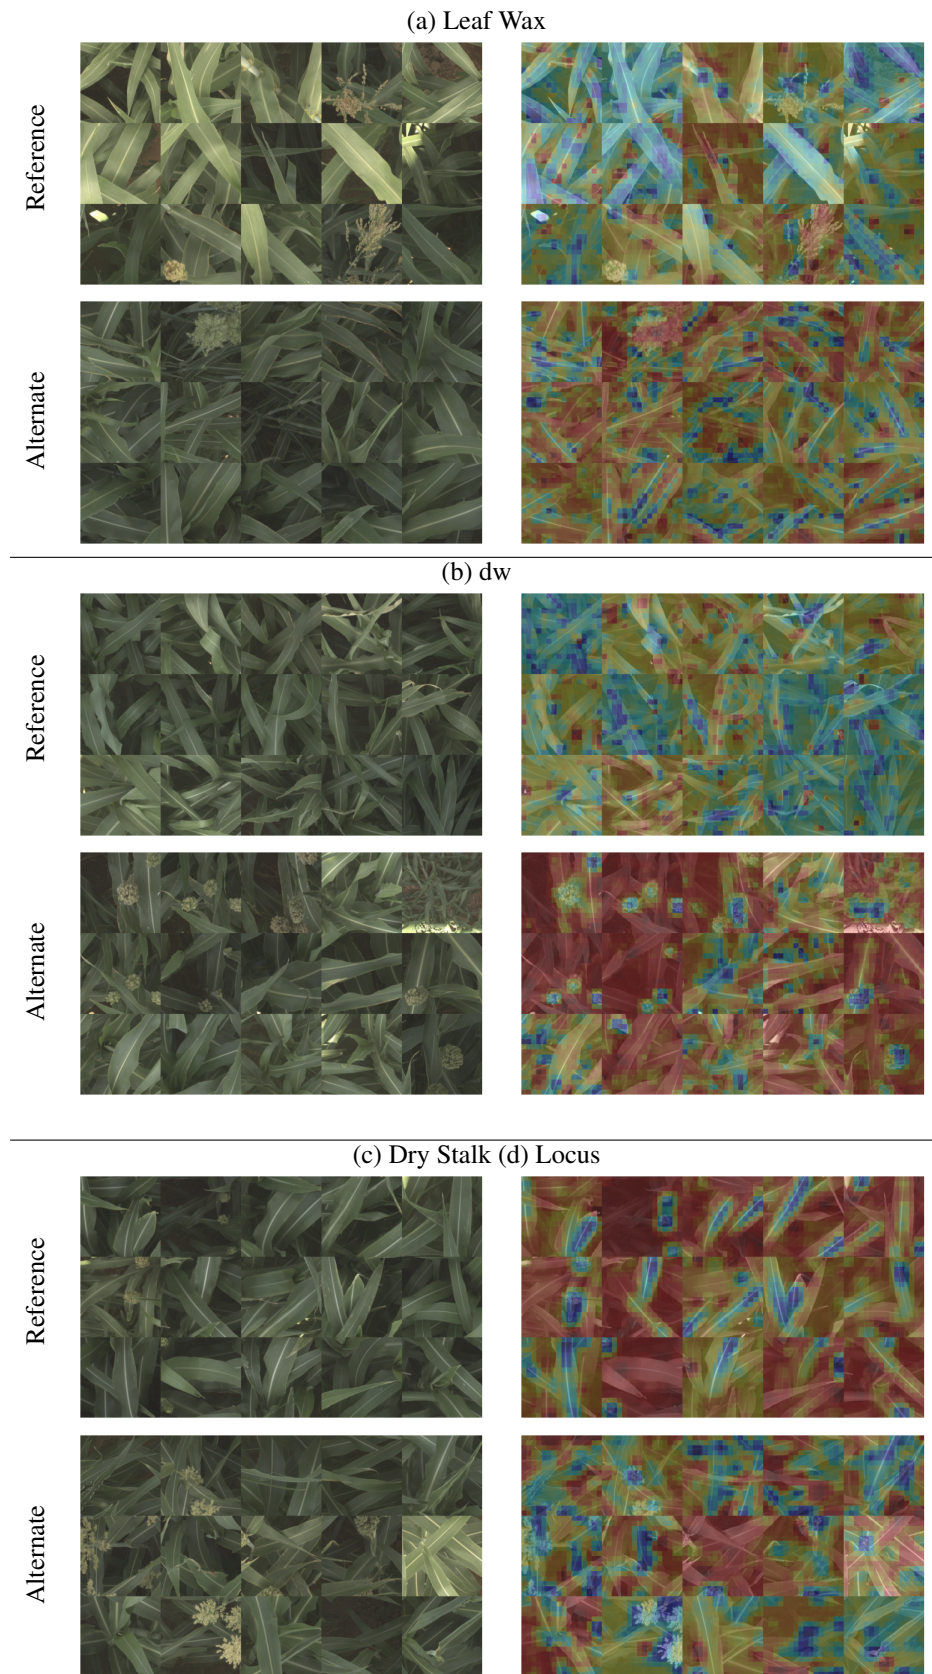 (a) Leaf Wax
Reference
Alternate
(b) dw
Reference
Alternate
(c) Dry Stalk (d) Locus
Reference
Alternate